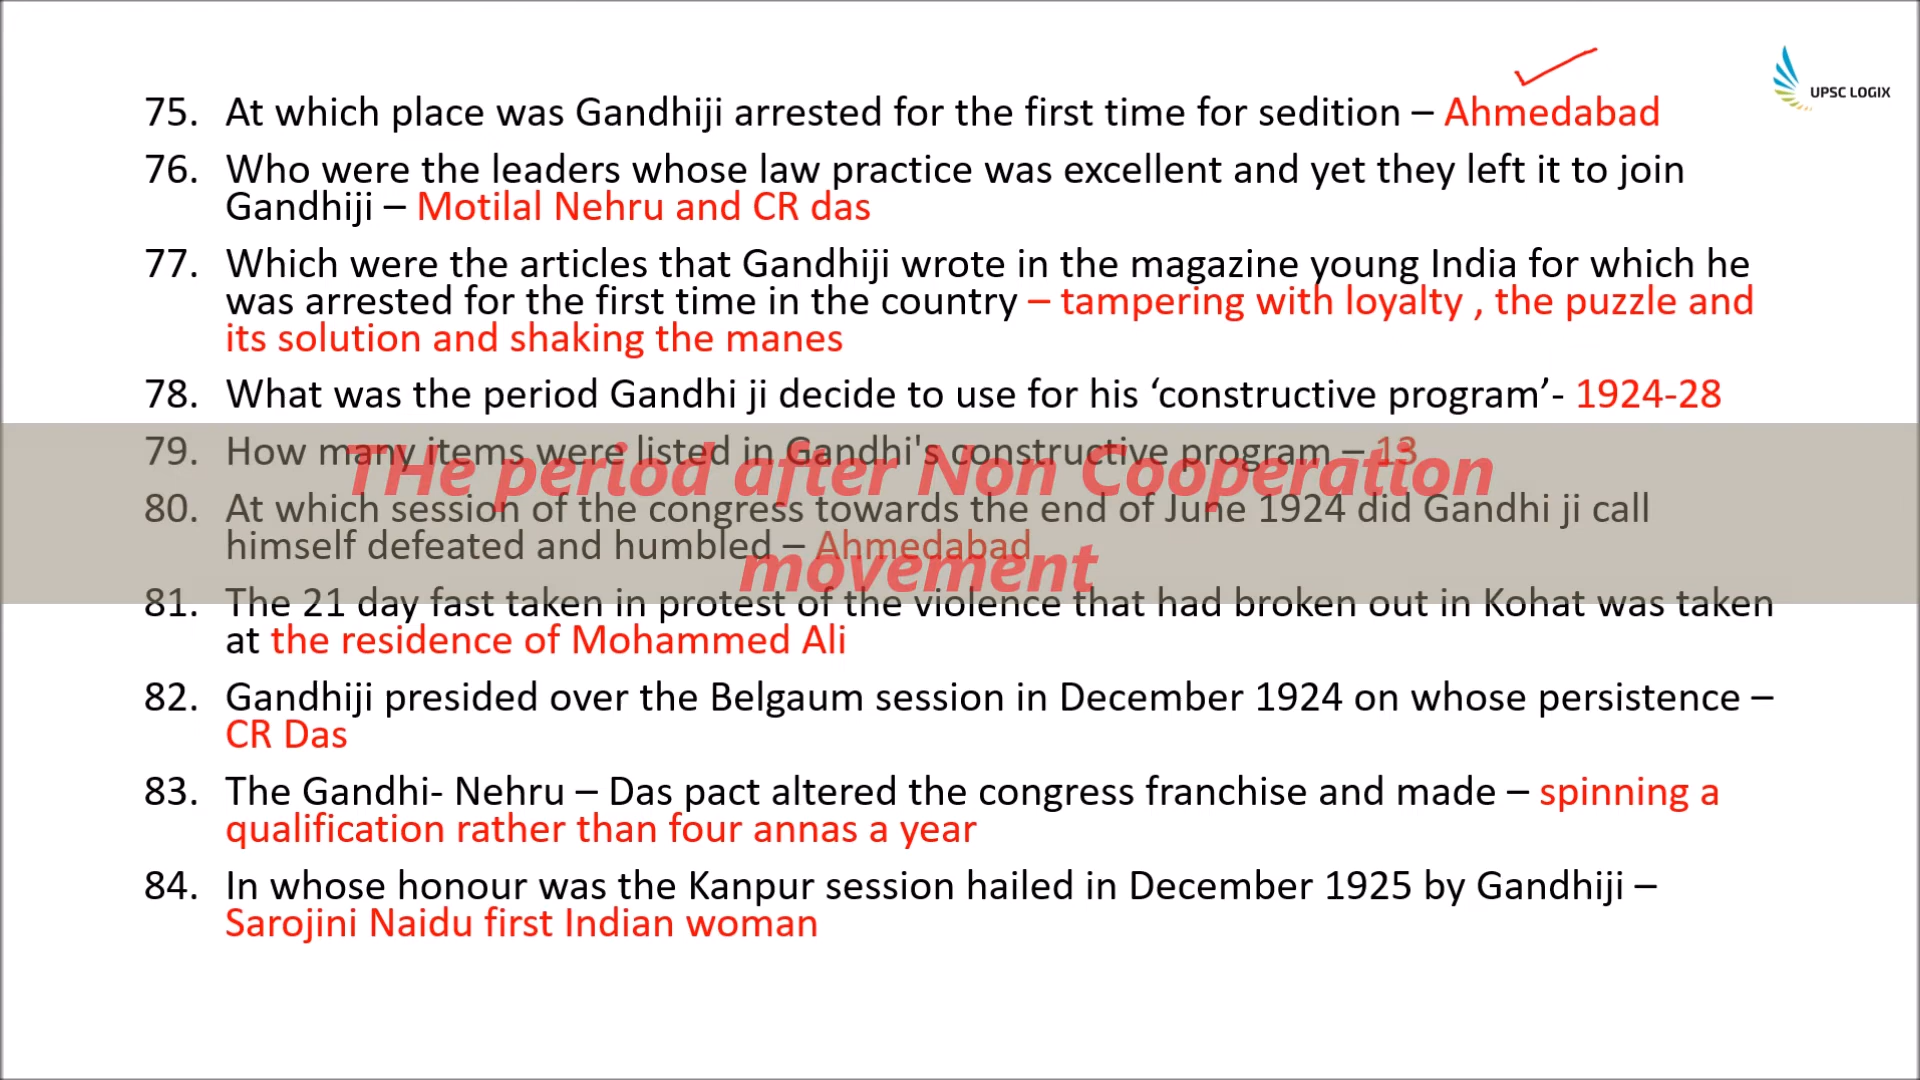 UPSC LOGIX
75. At which place was Gandhiji arrested for the first time for sedition – Ahmedabad
76. Who were the leaders whose law practice was excellent and yet they left it to join
Gandhiji – Motilal Nehru and CR das
77. Which were the articles that Gandhiji wrote in the magazine young India for which he
was arrested for the first time in the country – tampering with loyalty , the puzzle and
its solution and shaking the manes
78. What was the period Gandhi ji decide to use for his ‘constructive program’- 1924-28
79. How many items were listed in Gandhi's constructive program – 13
THe period after Non Cooperation
80. At which session of the congress towards the end of June 1924 did Gandhi ji call
himself defeated and humbled – Ahmedabad
movement
81. The 21 day fast taken in protest of the violence that had broken out in Kohat was taken
at the residence of Mohammed Ali
82. Gandhiji presided over the Belgaum session in December 1924 on whose persistence –
CR Das
83. The Gandhi- Nehru – Das pact altered the congress franchise and made – spinning a
qualification rather than four annas a year
84. In whose honour was the Kanpur session hailed in December 1925 by Gandhiji –
Sarojini Naidu first Indian woman